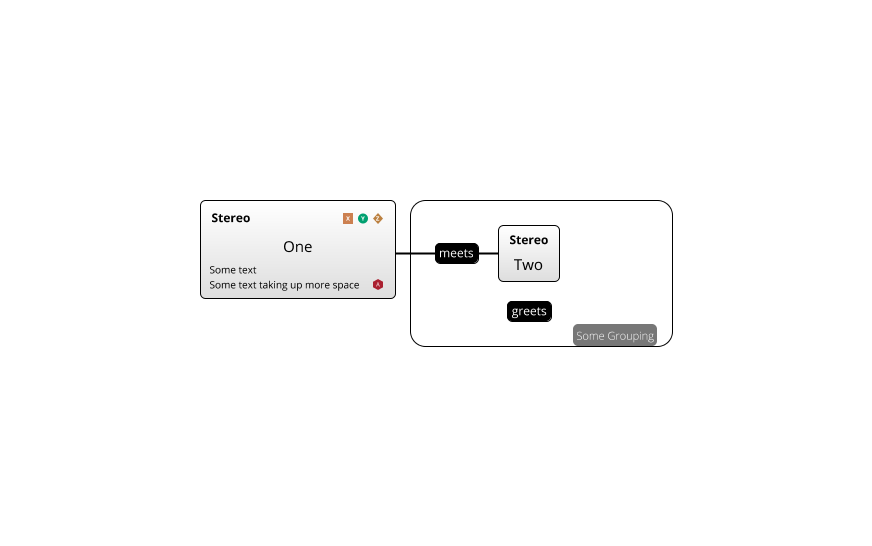 Stereo X Y Z
One
Some text
Some text taking up more space A
meets
Stereo
Two
greets
Some Grouping